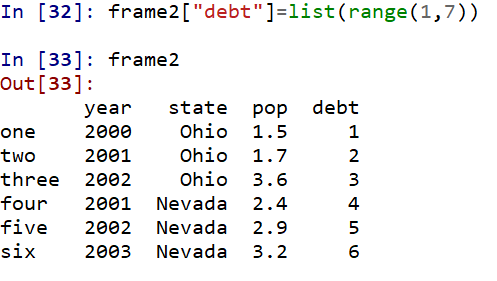 In [32]: frame2["debt"]=list(range(1,7))
In [33]: frame2
Out[33]:
year state pop debt
one 2000 Ohio 1.5 1
two 2001 Ohio 1.7 2
three 2002 Ohio 3.6 3
four 2001 Nevada 2.4 4
five 2002 Nevada 2.9 5
six 2003 Nevada 3.2 6